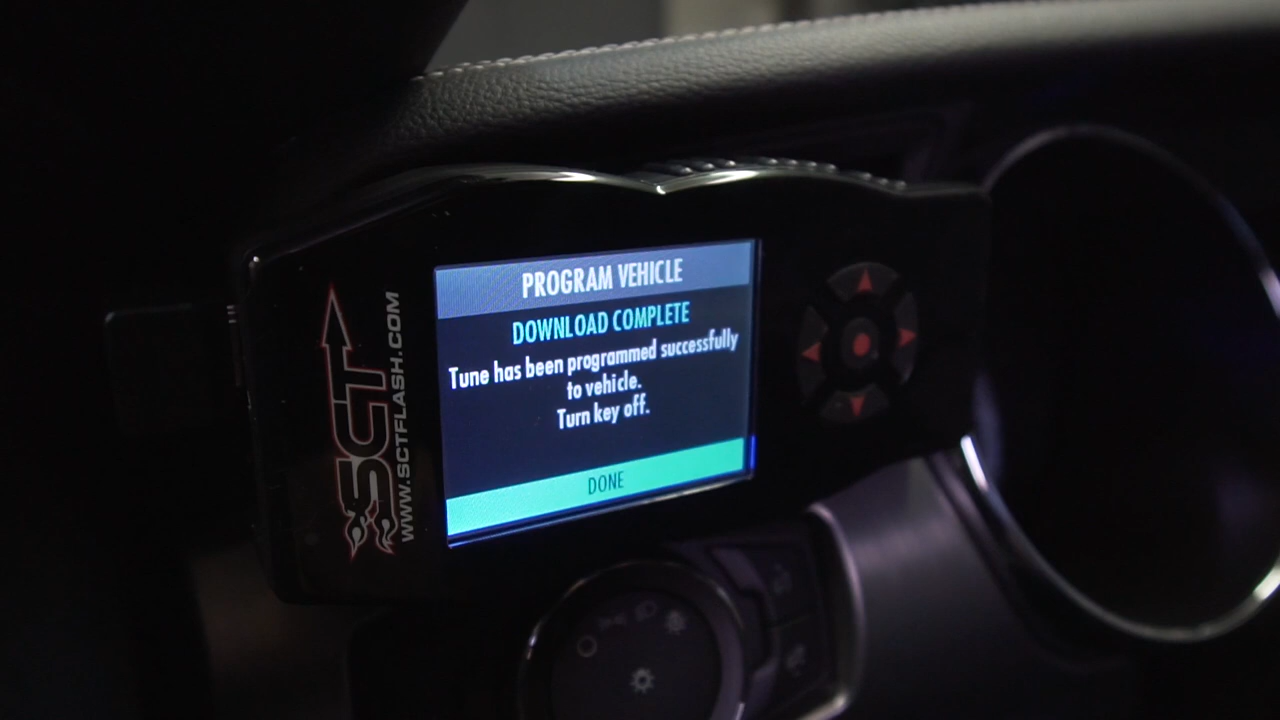 SCT
WWW.SCTFLASH.COM
PROGRAM VEHICLE
DOWNLOAD COMPLETE
Tune has been programmed successfully
to vehicle.
Turn key off.
DONE